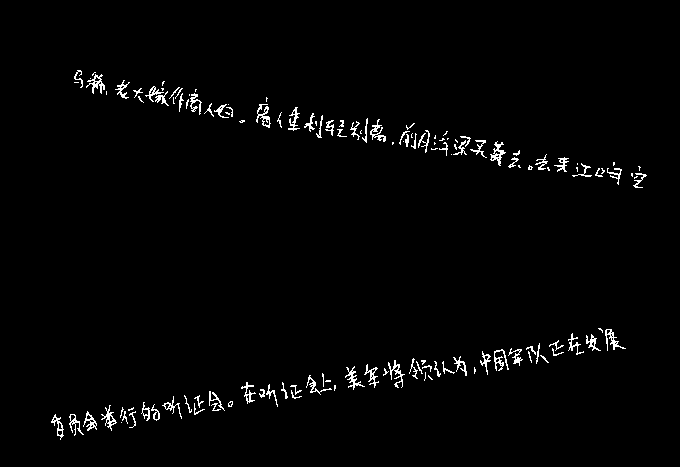 马稀,老大嫁作商人妇。商人重利轻别离,前月浮梁买茶去。去来江口守空
委员会举行的听证会。在听证会上,美军将领认为,中国军队正在发展